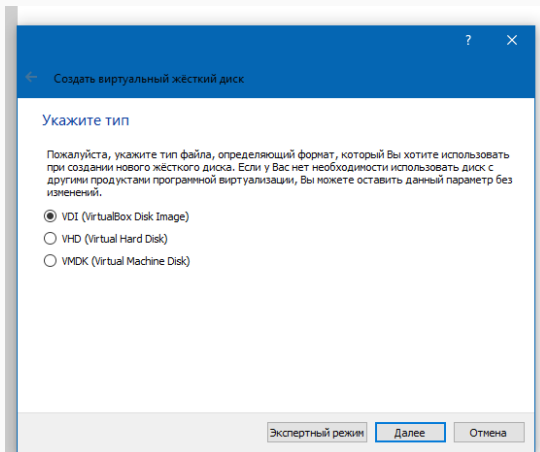 Создать виртуальный жёсткий диск
Укажите тип
Пожалуйста, укажите тип файла, определяющий формат, который Вы хотите использовать
при создании нового жёсткого диска. Если у Вас нет необходимости использовать диск с
другими продуктами программной виртуализации, Вы можете оставить данный параметр без
изменений.
VDI (VirtualBox Disk Image)
VHD (Virtual Hard Disk)
VMDK (Virtual Machine Disk)
Экспертный режим Далее Отмена